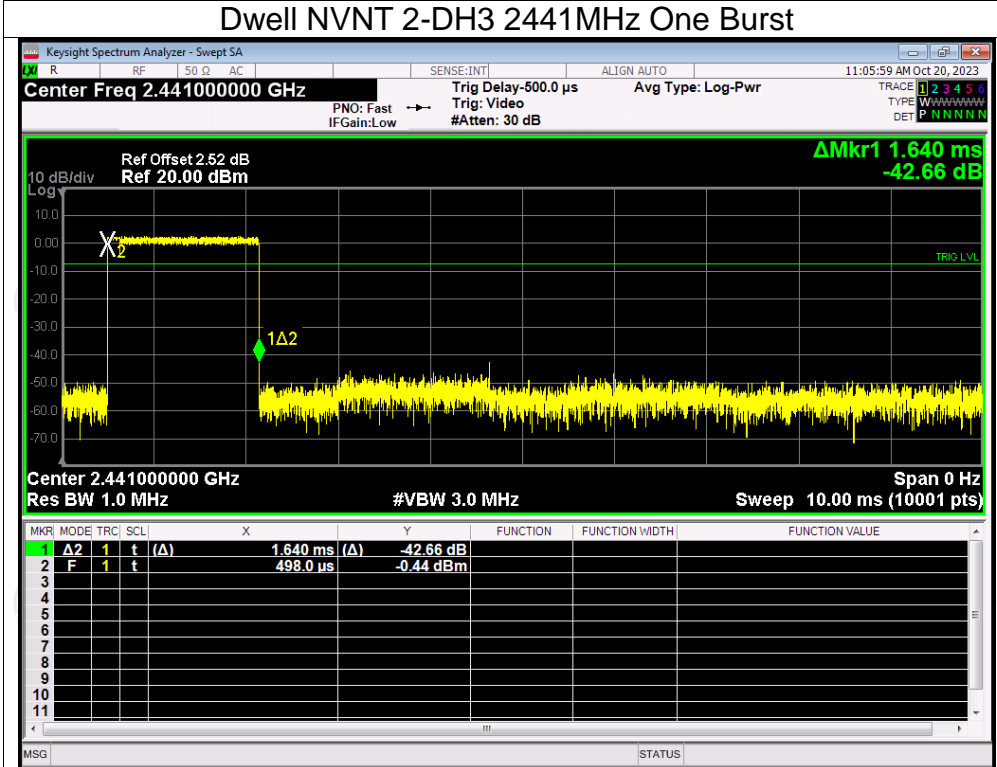 Dwell NVNT 2-DH3 2441MHz One Burst
Keysight Spectrum Analyzer - Swept SA
LXI R RF 50 Ω AC SENSE:INT ALIGN AUTO 11:05:59 AM Oct 20, 2023
Center Freq 2.441000000 GHz Trig Delay-500.0 µs Avg Type: Log-Pwr TRACE 1 2 3 4 5 6
PNO: Fast Trig: Video TYPE WWWWWWW
IFGain:Low #Atten: 30 dB DET P N N N N N
ΔMkr1 1.640 ms
-42.66 dB
Ref Offset 2.52 dB
10 dB/div Ref 20.00 dBm
Log
10.0
0.00
2
TRIG LVL
-10.0
-20.0
-30.0
1Δ2
-40.0
-50.0
-60.0
-70.0
Center 2.441000000 GHz Span 0 Hz
Res BW 1.0 MHz #VBW 3.0 MHz Sweep 10.00 ms (10001 pts)
MKR MODE TRC SCL X Y FUNCTION FUNCTION WIDTH FUNCTION VALUE
1 Δ2 1 t (Δ) 1.640 ms (Δ) -42.66 dB
2 F 1 t 498.0 µs -0.44 dBm
3
4
5
6
7
8
9
10
11
MSG STATUS